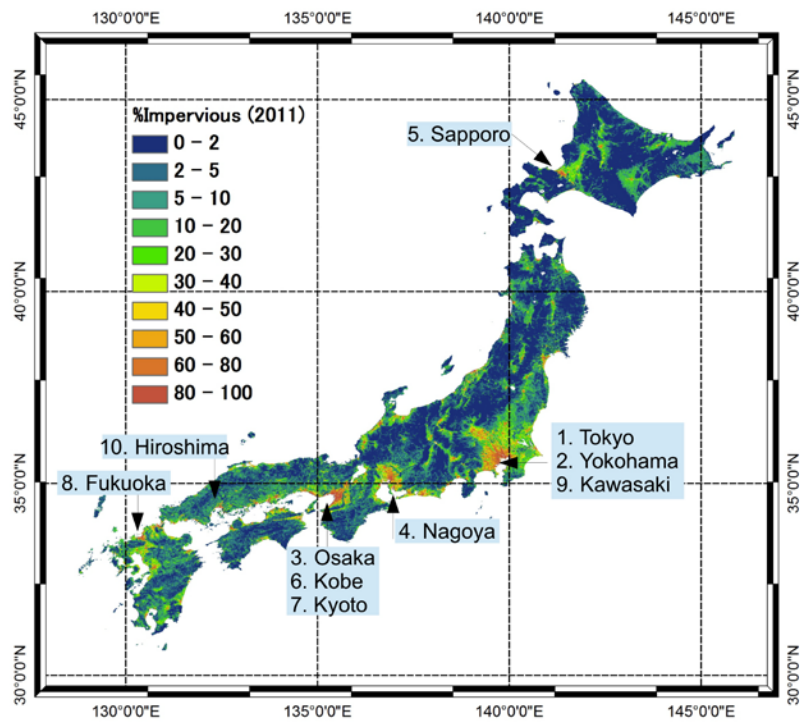 130°0'0"E 135°0'0"E 140°0'0"E 145°0'0"E
45°0'0"N
45°0'0"N
%Impervious (2011)
0 - 2
2 - 5
5 - 10
10 - 20
20 - 30
30 - 40
40 - 50
50 - 60
60 - 80
80 - 100
5. Sapporo
40°0'0"N
40°0'0"N
10. Hiroshima
8. Fukuoka
1. Tokyo
2. Yokohama
9. Kawasaki
35°0'0"N
35°0'0"N
4. Nagoya
3. Osaka
6. Kobe
7. Kyoto
30°0'0"N
30°0'0"N
130°0'0"E 135°0'0"E 140°0'0"E 145°0'0"E